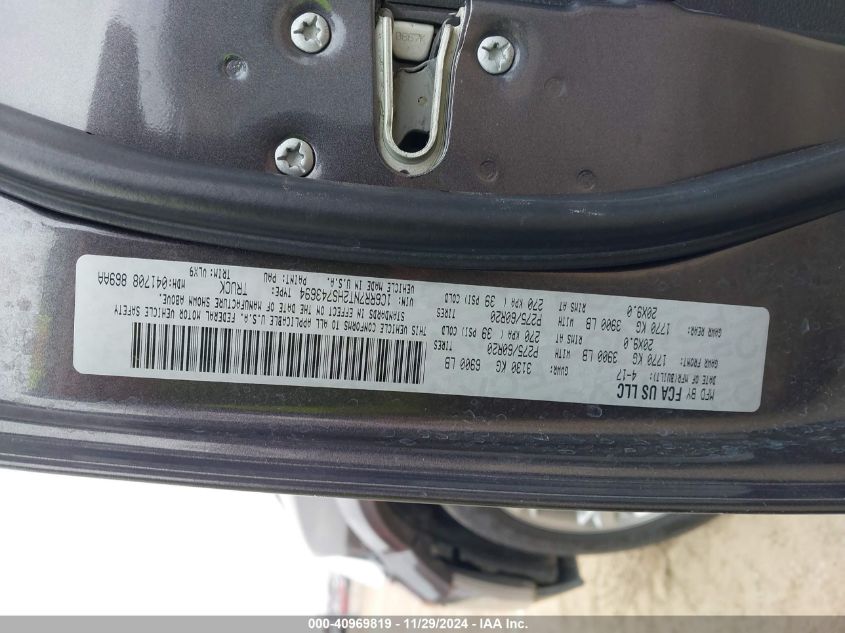 MFD BY FCA US LLC
DATE OF MFR(BUILT): 4-17 GVWR: 3130 KG 6900 LB
GAWR FRONT: 1770 KG 3900 LB WITH P275/60R20 TIRES
20X9.0 RIMS AT 270 KPA ( 39 PSI) COLD
GAWR REAR: 1770 KG 3900 LB WITH P275/60R20 TIRES
20X9.0 RIMS AT 270 KPA ( 39 PSI) COLD
THIS VEHICLE CONFORMS TO ALL APPLICABLE U.S.A. FEDERAL MOTOR VEHICLE SAFETY
STANDARDS IN EFFECT ON THE DATE OF MANUFACTURE SHOWN ABOVE.
VIN: 1C6RR7NT2HS743694 TYPE: TRUCK MDH:041708 869AA
VEHICLE MADE IN U.S.A. PAINT: PAU TRIM: VLX9
000-40969819 - 11/29/2024 - IAAI.COM